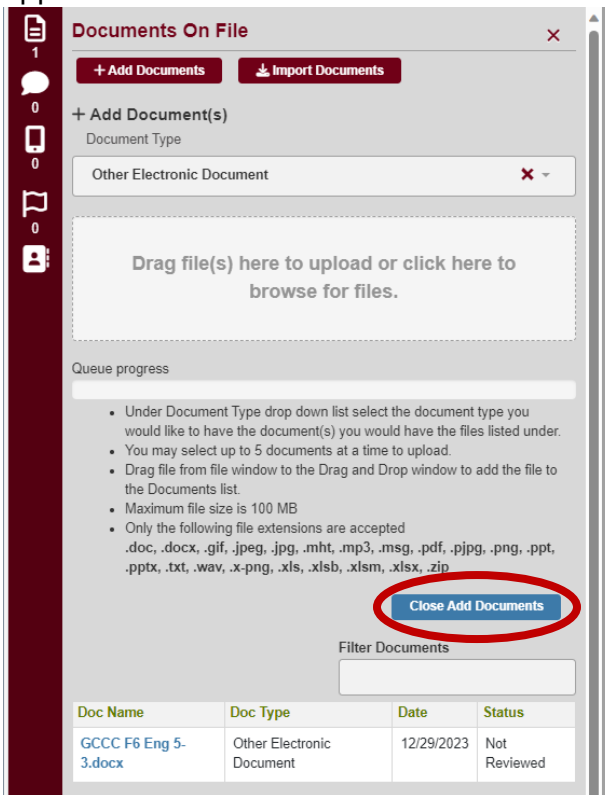 Documents On File
×
1
+ Add Documents
Import Documents
0
+ Add Document(s)
Document Type
0
Other Electronic Document
0
Drag file(s) here to upload or click here to
browse for files.
Queue progress
• Under Document Type drop down list select the document type you
would like to have the document(s) you would have the files listed under.
• You may select up to 5 documents at a time to upload.
• Drag file from file window to the Drag and Drop window to add the file to
the Documents list.
• Maximum file size is 100 MB
• Only the following file extensions are accepted
.doc, .docx, .gif, .jpeg, .jpg, .mht, .mp3, .msg, .pdf, .pjpg, .png, .ppt,
.pptx, .txt, .wav, .x-png, .xls, .xlsb, .xlsm, .xlsx, .zip
Close Add Documents
Filter Documents
Doc Name Doc Type Date Status
GCCC F6 Eng 5- Other Electronic 12/29/2023 Not
3.docx Document Reviewed